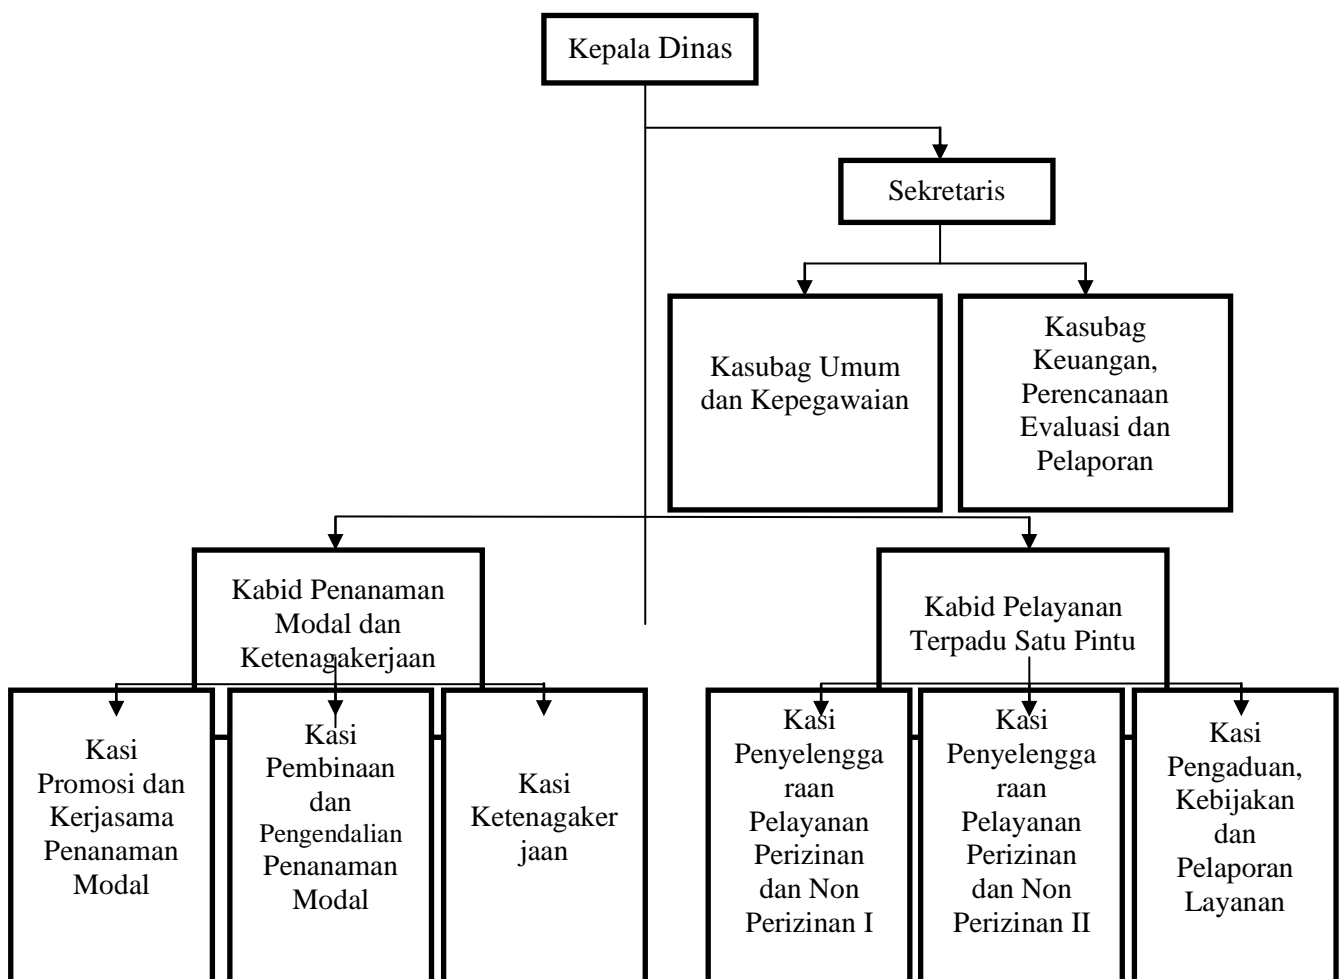 Kepala Dinas
Sekretaris
Kasubag Umum
dan Kepegawaian
Kasubag
Keuangan,
Perencanaan
Evaluasi dan
Pelaporan
Kabid Penanaman
Modal dan
Ketenagakerjaan
Kabid Pelayanan
Terpadu Satu Pintu
Kasi
Promosi dan
Kerjasama
Penanaman
Modal
Kasi
Pembinaan
dan
Pengendalian
Penanaman
Modal
Kasi
Ketenagaker
jaan
Kasi
Penyelengga
raan
Pelayanan
Perizinan
dan Non
Perizinan I
Kasi
Penyelengga
raan
Pelayanan
Perizinan
dan Non
Perizinan II
Kasi
Pengaduan,
Kebijakan
dan
Pelaporan
Layanan